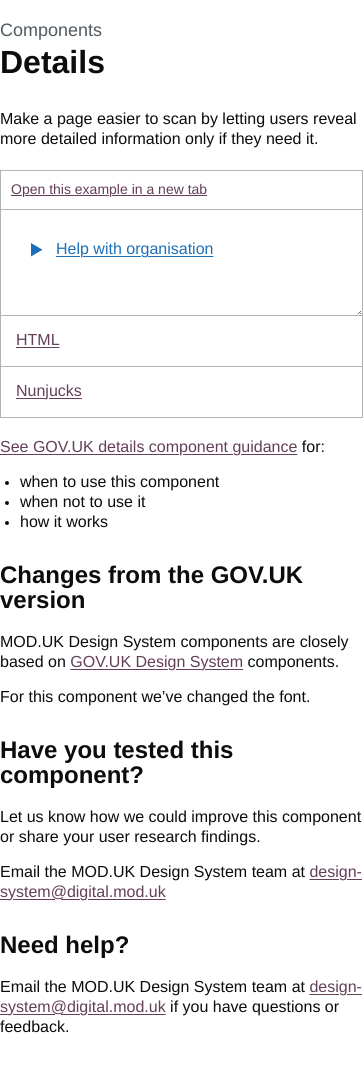 Components
Details
Make a page easier to scan by letting users reveal
more detailed information only if they need it.
Open this example in a new tab
Help with organisation
HTML
Nunjucks
See GOV.UK details component guidance for:
• when to use this component
• when not to use it
• how it works
Changes from the GOV.UK
version
MOD.UK Design System components are closely
based on GOV.UK Design System components.
For this component we’ve changed the font.
Have you tested this
component?
Let us know how we could improve this component
or share your user research findings.
Email the MOD.UK Design System team at design-
system@digital.mod.uk
Need help?
Email the MOD.UK Design System team at design-
system@digital.mod.uk if you have questions or
feedback.